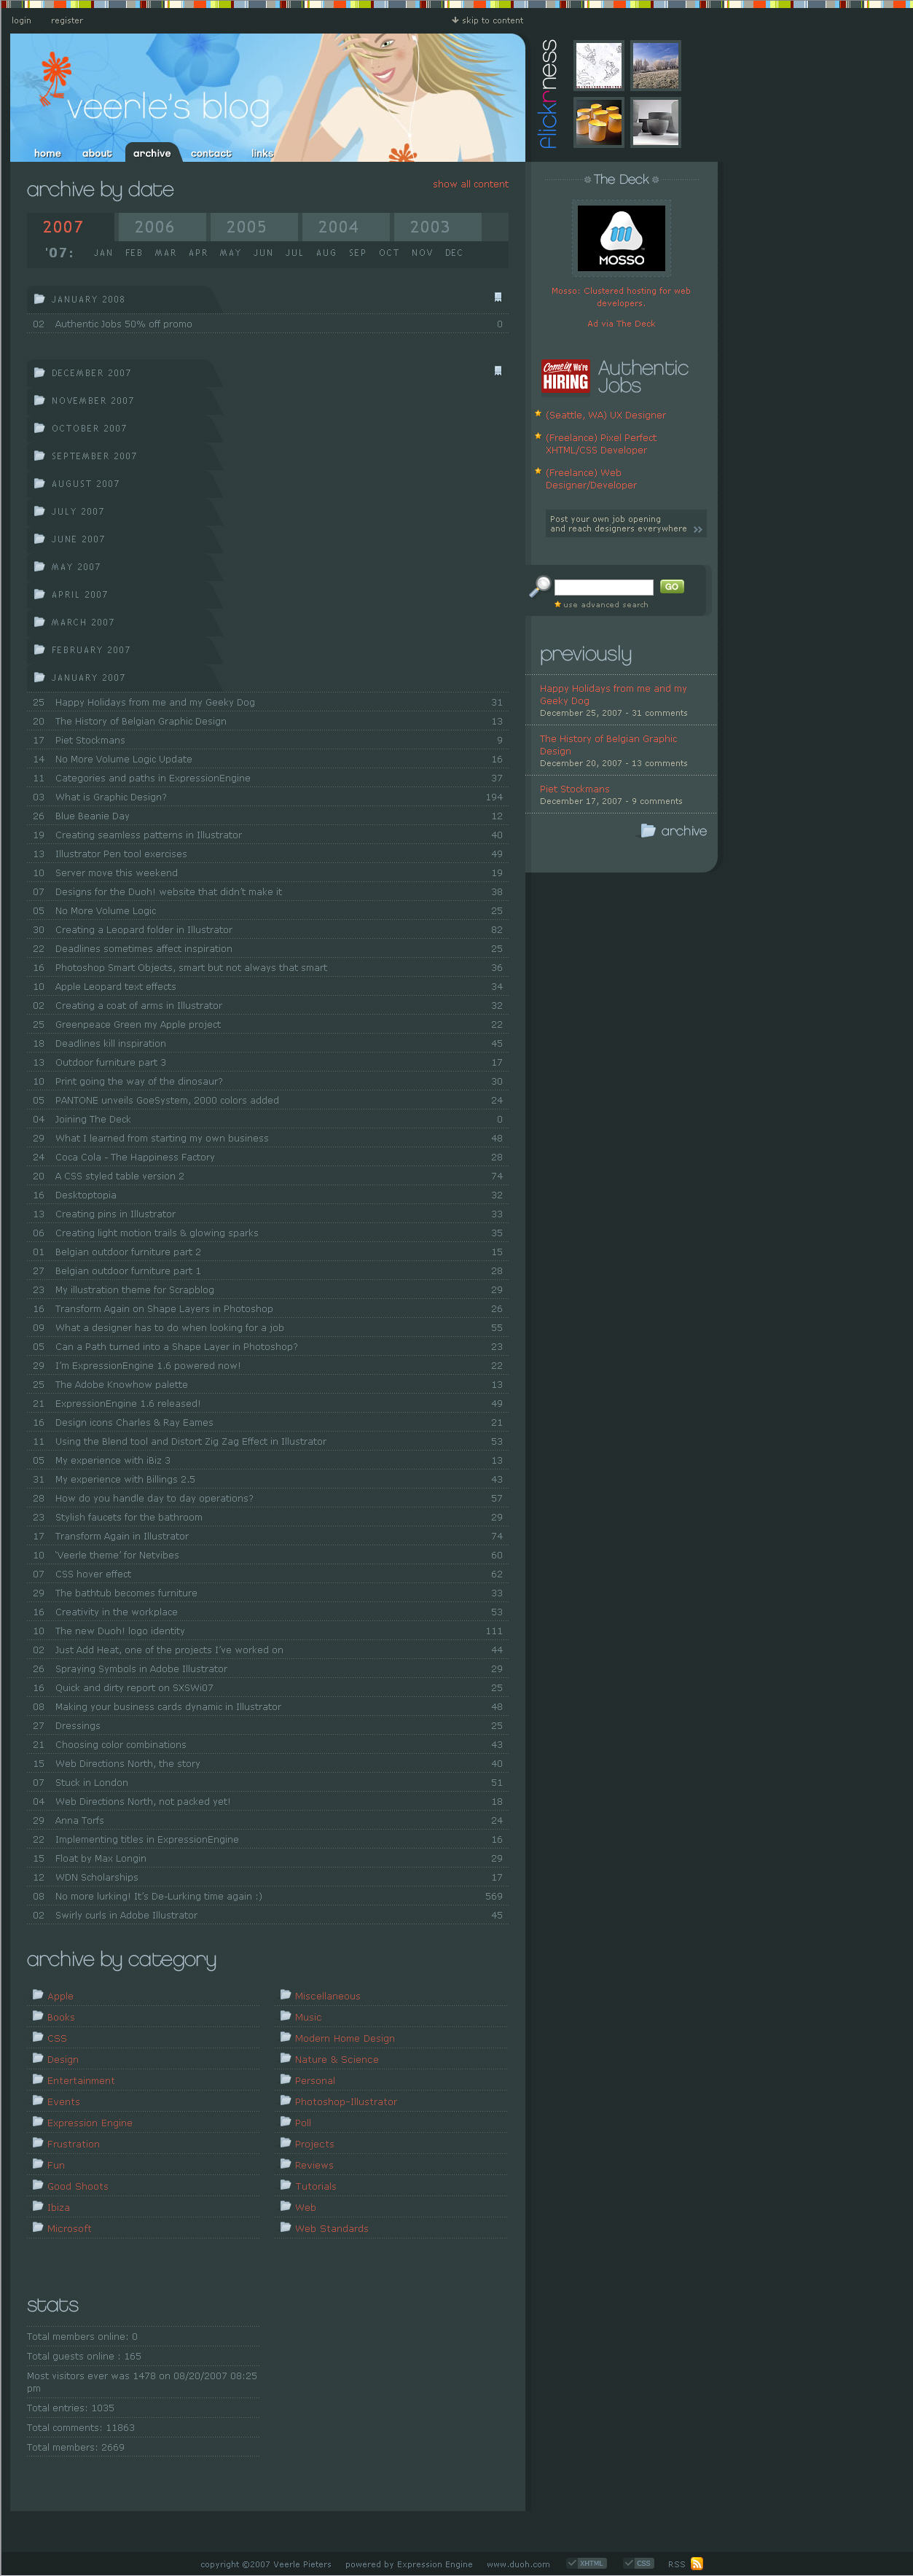 login register
skip to content
veerle's blog
home about archive contact links
flickrness
archive by date
show all content
2007 2006 2005 2004 2003
'07: JAN FEB MAR APR MAY JUN JUL AUG SEP OCT NOV DEC
JANUARY 2008
02 Authentic Jobs 50% off promo 0
DECEMBER 2007
NOVEMBER 2007
OCTOBER 2007
SEPTEMBER 2007
AUGUST 2007
JULY 2007
JUNE 2007
MAY 2007
APRIL 2007
MARCH 2007
FEBRUARY 2007
JANUARY 2007
25 Happy Holidays from me and my Geeky Dog 31
20 The History of Belgian Graphic Design 13
17 Piet Stockmans 9
14 No More Volume Logic Update 16
11 Categories and paths in ExpressionEngine 37
03 What is Graphic Design? 194
26 Blue Beanie Day 12
19 Creating seamless patterns in Illustrator 40
13 Illustrator Pen tool exercises 49
10 Server move this weekend 19
07 Designs for the Duoh! website that didn't make it 38
05 No More Volume Logic 25
30 Creating a Leopard folder in Illustrator 82
22 Deadlines sometimes affect inspiration 25
16 Photoshop Smart Objects, smart but not always that smart 36
10 Apple Leopard text effects 34
02 Creating a coat of arms in Illustrator 32
25 Greenpeace Green my Apple project 22
18 Deadlines kill inspiration 45
13 Outdoor furniture part 3 17
10 Print going the way of the dinosaur? 30
05 PANTONE unveils GoeSystem, 2000 colors added 24
04 Joining The Deck 0
29 What I learned from starting my own business 48
24 Coca Cola - The Happiness Factory 28
20 A CSS styled table version 2 74
16 Desktoptopia 32
13 Creating pins in Illustrator 33
06 Creating light motion trails & glowing sparks 35
01 Belgian outdoor furniture part 2 15
27 Belgian outdoor furniture part 1 28
23 My illustration theme for Scrapblog 29
16 Transform Again on Shape Layers in Photoshop 26
09 What a designer has to do when looking for a job 55
05 Can a Path turned into a Shape Layer in Photoshop? 23
29 I'm ExpressionEngine 1.6 powered now! 22
25 The Adobe Knowhow palette 13
21 ExpressionEngine 1.6 released! 49
16 Design icons Charles & Ray Eames 21
11 Using the Blend tool and Distort Zig Zag Effect in Illustrator 53
05 My experience with iBiz 3 13
31 My experience with Billings 2.5 43
28 How do you handle day to day operations? 57
23 Stylish faucets for the bathroom 29
17 Transform Again in Illustrator 74
10 'Veerle theme' for Netvibes 60
07 CSS hover effect 62
29 The bathtub becomes furniture 33
16 Creativity in the workplace 53
10 The new Duoh! logo identity 111
02 Just Add Heat, one of the projects I've worked on 44
26 Spraying Symbols in Adobe Illustrator 29
16 Quick and dirty report on SXSWi07 25
08 Making your business cards dynamic in Illustrator 48
27 Dressings 25
21 Choosing color combinations 43
15 Web Directions North, the story 40
07 Stuck in London 51
04 Web Directions North, not packed yet! 18
29 Anna Torfs 24
22 Implementing titles in ExpressionEngine 16
15 Float by Max Longin 29
12 WDN Scholarships 17
08 No more lurking! It's De-Lurking time again :) 569
02 Swirly curls in Adobe Illustrator 45
archive by category
Apple
Books
CSS
Design
Entertainment
Events
Expression Engine
Frustration
Fun
Good Shoots
Ibiza
Microsoft
Miscellaneous
Music
Modern Home Design
Nature & Science
Personal
Photoshop-Illustrator
Poll
Projects
Reviews
Tutorials
Web
Web Standards
stats
Total members online: 0
Total guests online : 165
Most visitors ever was 1478 on 08/20/2007 08:25
pm
Total entries: 1035
Total comments: 11863
Total members: 2669
The Deck
MOSSO
Mosso: Clustered hosting for web
developers.
Ad via The Deck
Come in We're
HIRING
Authentic
Jobs
(Seattle, WA) UX Designer
(Freelance) Pixel Perfect
XHTML/CSS Developer
(Freelance) Web
Designer/Developer
Post your own job opening
and reach designers everywhere »
GO
use advanced search
previously
Happy Holidays from me and my
Geeky Dog
December 25, 2007 - 31 comments
The History of Belgian Graphic
Design
December 20, 2007 - 13 comments
Piet Stockmans
December 17, 2007 - 9 comments
archive
copyright ©2007 Veerle Pieters powered by Expression Engine www.duoh.com XHTML CSS RSS